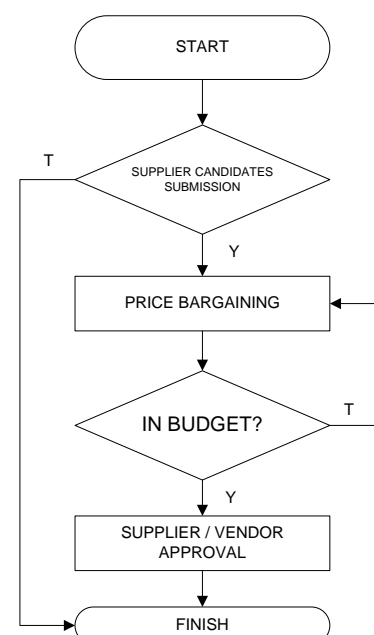 START
T
SUPPLIER CANDIDATES
SUBMISSION
Y
PRICE BARGAINING
IN BUDGET?
T
Y
SUPPLIER / VENDOR
APPROVAL
FINISH